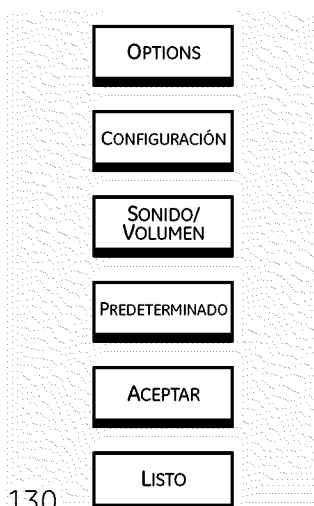 OPTIONS
CONFIGURACIÓN
SONIDO/
VOLUMEN
PREDETERMINADO
ACEPTAR
LISTO
130